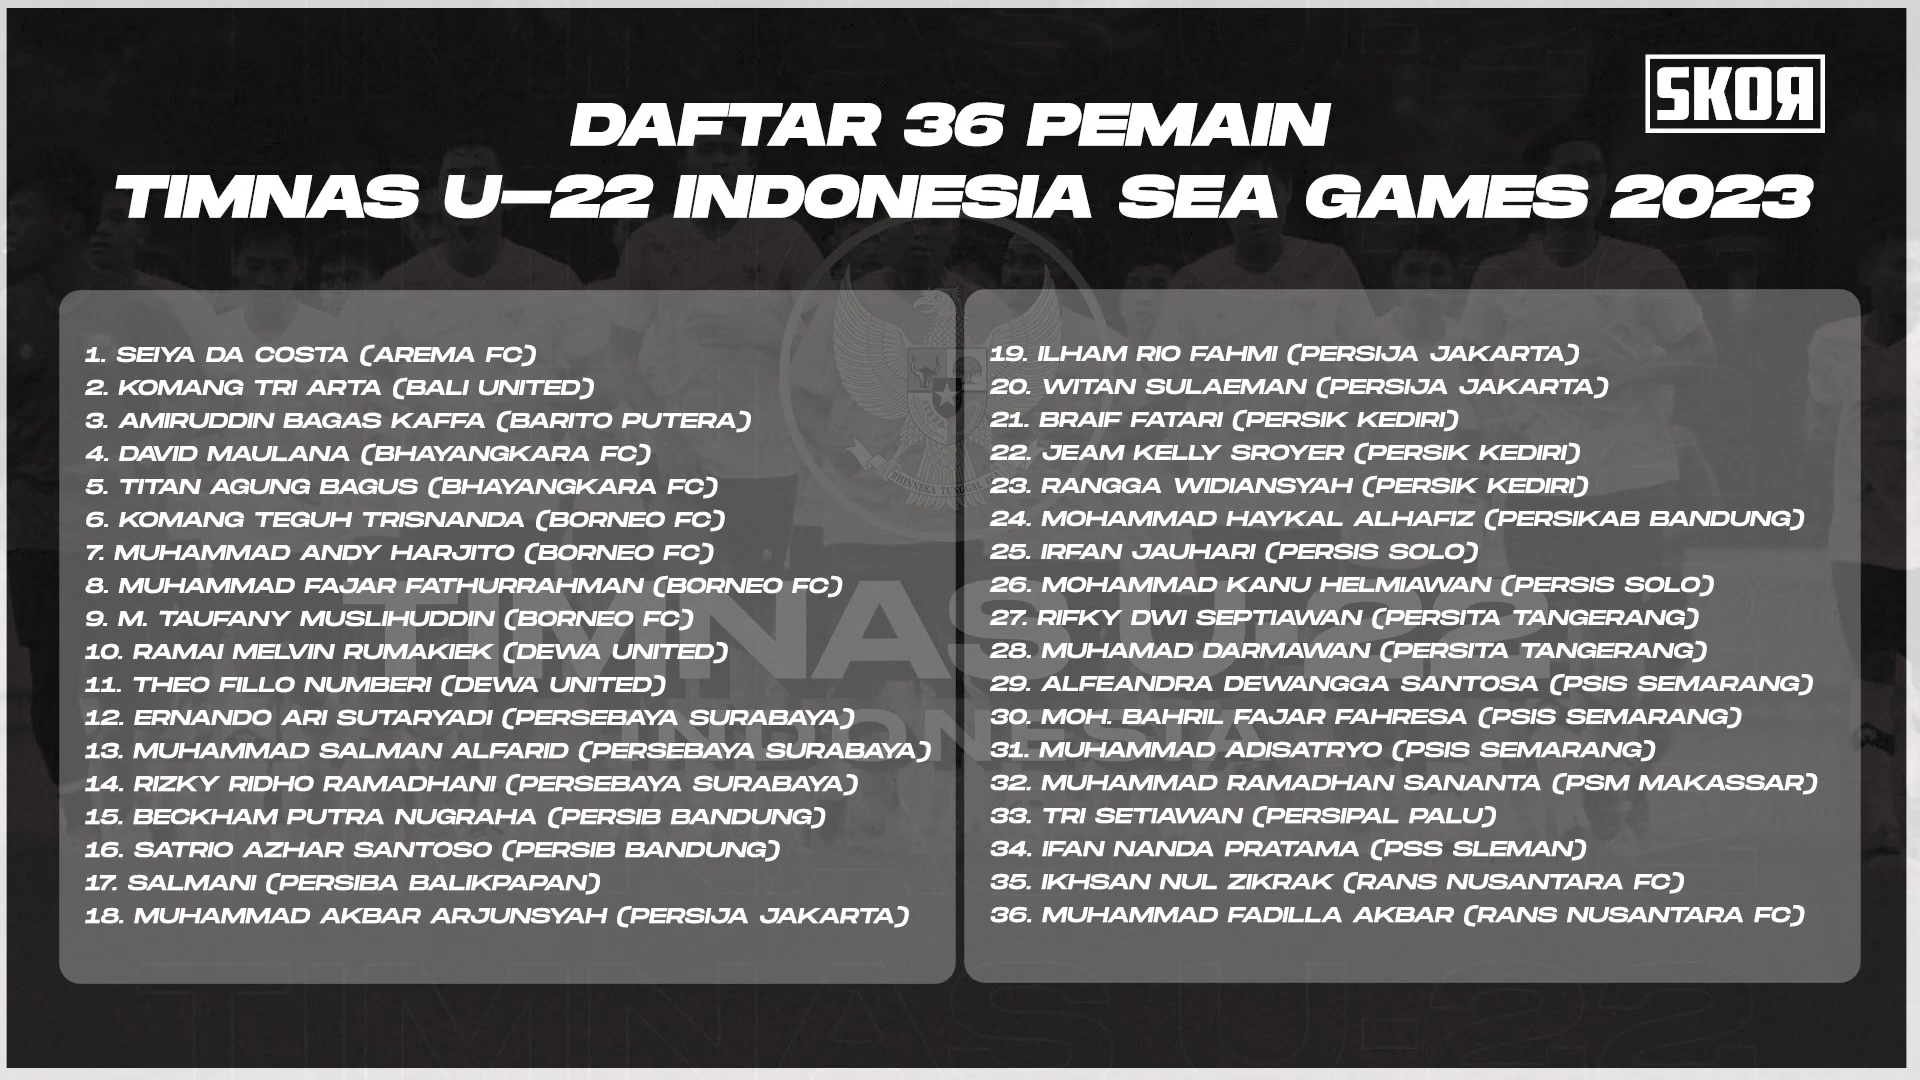 SKOR
DAFTAR 36 PEMAIN
TIMNAS U-22 INDONESIA SEA GAMES 2023
1. SEIYA DA COSTA (AREMA FC)
2. KOMANG TRI ARTA (BALI UNITED)
3. AMIRUDDIN BAGAS KAFFA (BARITO PUTERA)
4. DAVID MAULANA (BHAYANGKARA FC)
5. TITAN AGUNG BAGUS (BHAYANGKARA FC)
6. KOMANG TEGUH TRISNANDA (BORNEO FC)
7. MUHAMMAD ANDY HARJITO (BORNEO FC)
8. MUHAMMAD FAJAR FATHURRAHMAN (BORNEO FC)
9. M. TAUFANY MUSLIHUDDIN (BORNEO FC)
10. RAMAI MELVIN RUMAKIEK (DEWA UNITED)
11. THEO FILLO NUMBERI (DEWA UNITED)
12. ERNANDO ARI SUTARYADI (PERSEBAYA SURABAYA)
13. MUHAMMAD SALMAN ALFARID (PERSEBAYA SURABAYA)
14. RIZKY RIDHO RAMADHANI (PERSEBAYA SURABAYA)
15. BECKHAM PUTRA NUGRAHA (PERSIB BANDUNG)
16. SATRIO AZHAR SANTOSO (PERSIB BANDUNG)
17. SALMANI (PERSIBA BALIKPAPAN)
18. MUHAMMAD AKBAR ARJUNSYAH (PERSIJA JAKARTA)
19. ILHAM RIO FAHMI (PERSIJA JAKARTA)
20. WITAN SULAEMAN (PERSIJA JAKARTA)
21. BRAIF FATARI (PERSIK KEDIRI)
22. JEAM KELLY SROYER (PERSIK KEDIRI)
23. RANGGA WIDIANSYAH (PERSIK KEDIRI)
24. MOHAMMAD HAYKAL ALHAFIZ (PERSIKAB BANDUNG)
25. IRFAN JAUHARI (PERSIS SOLO)
26. MOHAMMAD KANU HELMIAWAN (PERSIS SOLO)
27. RIFKY DWI SEPTIAWAN (PERSITA TANGERANG)
28. MUHAMAD DARMAWAN (PERSITA TANGERANG)
29. ALFEANDRA DEWANGGA SANTOSA (PSIS SEMARANG)
30. MOH. BAHRIL FAJAR FAHRESA (PSIS SEMARANG)
31. MUHAMMAD ADISATRYO (PSIS SEMARANG)
32. MUHAMMAD RAMADHAN SANANTA (PSM MAKASSAR)
33. TRI SETIAWAN (PERSIPAL PALU)
34. IFAN NANDA PRATAMA (PSS SLEMAN)
35. IKHSAN NUL ZIKRAK (RANS NUSANTARA FC)
36. MUHAMMAD FADILLA AKBAR (RANS NUSANTARA FC)
BHINNEKA TUNGGAL
TIMNAS U-22
INDONESIA
TIMNAS U-22